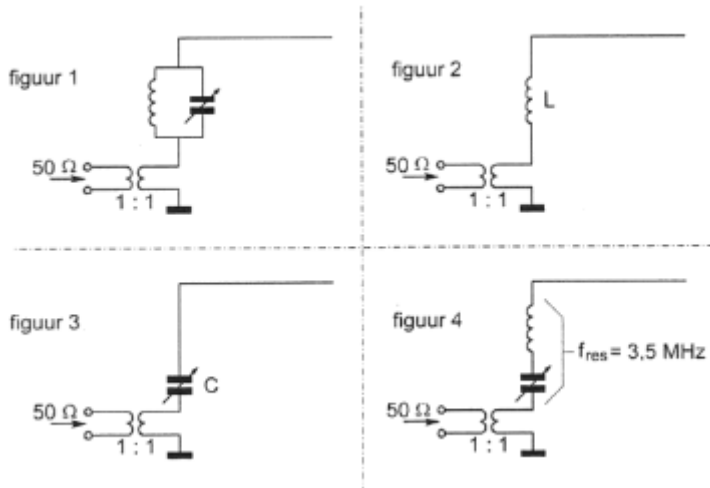 figuur 1
50 Ω
1 : 1
figuur 2
L
50 Ω
1 : 1
figuur 3
C
50 Ω
1 : 1
figuur 4
fres = 3,5 MHz
50 Ω
1 : 1